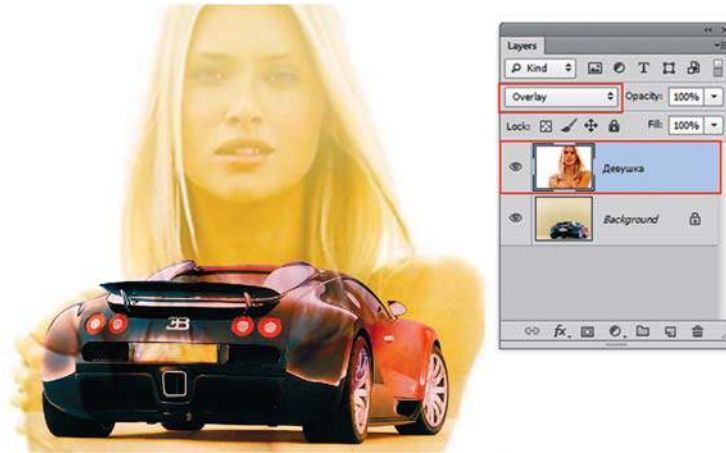 Layers
Kind
Overlay
Opacity: 100%
Lock:
Fill: 100%
Девушка
Background